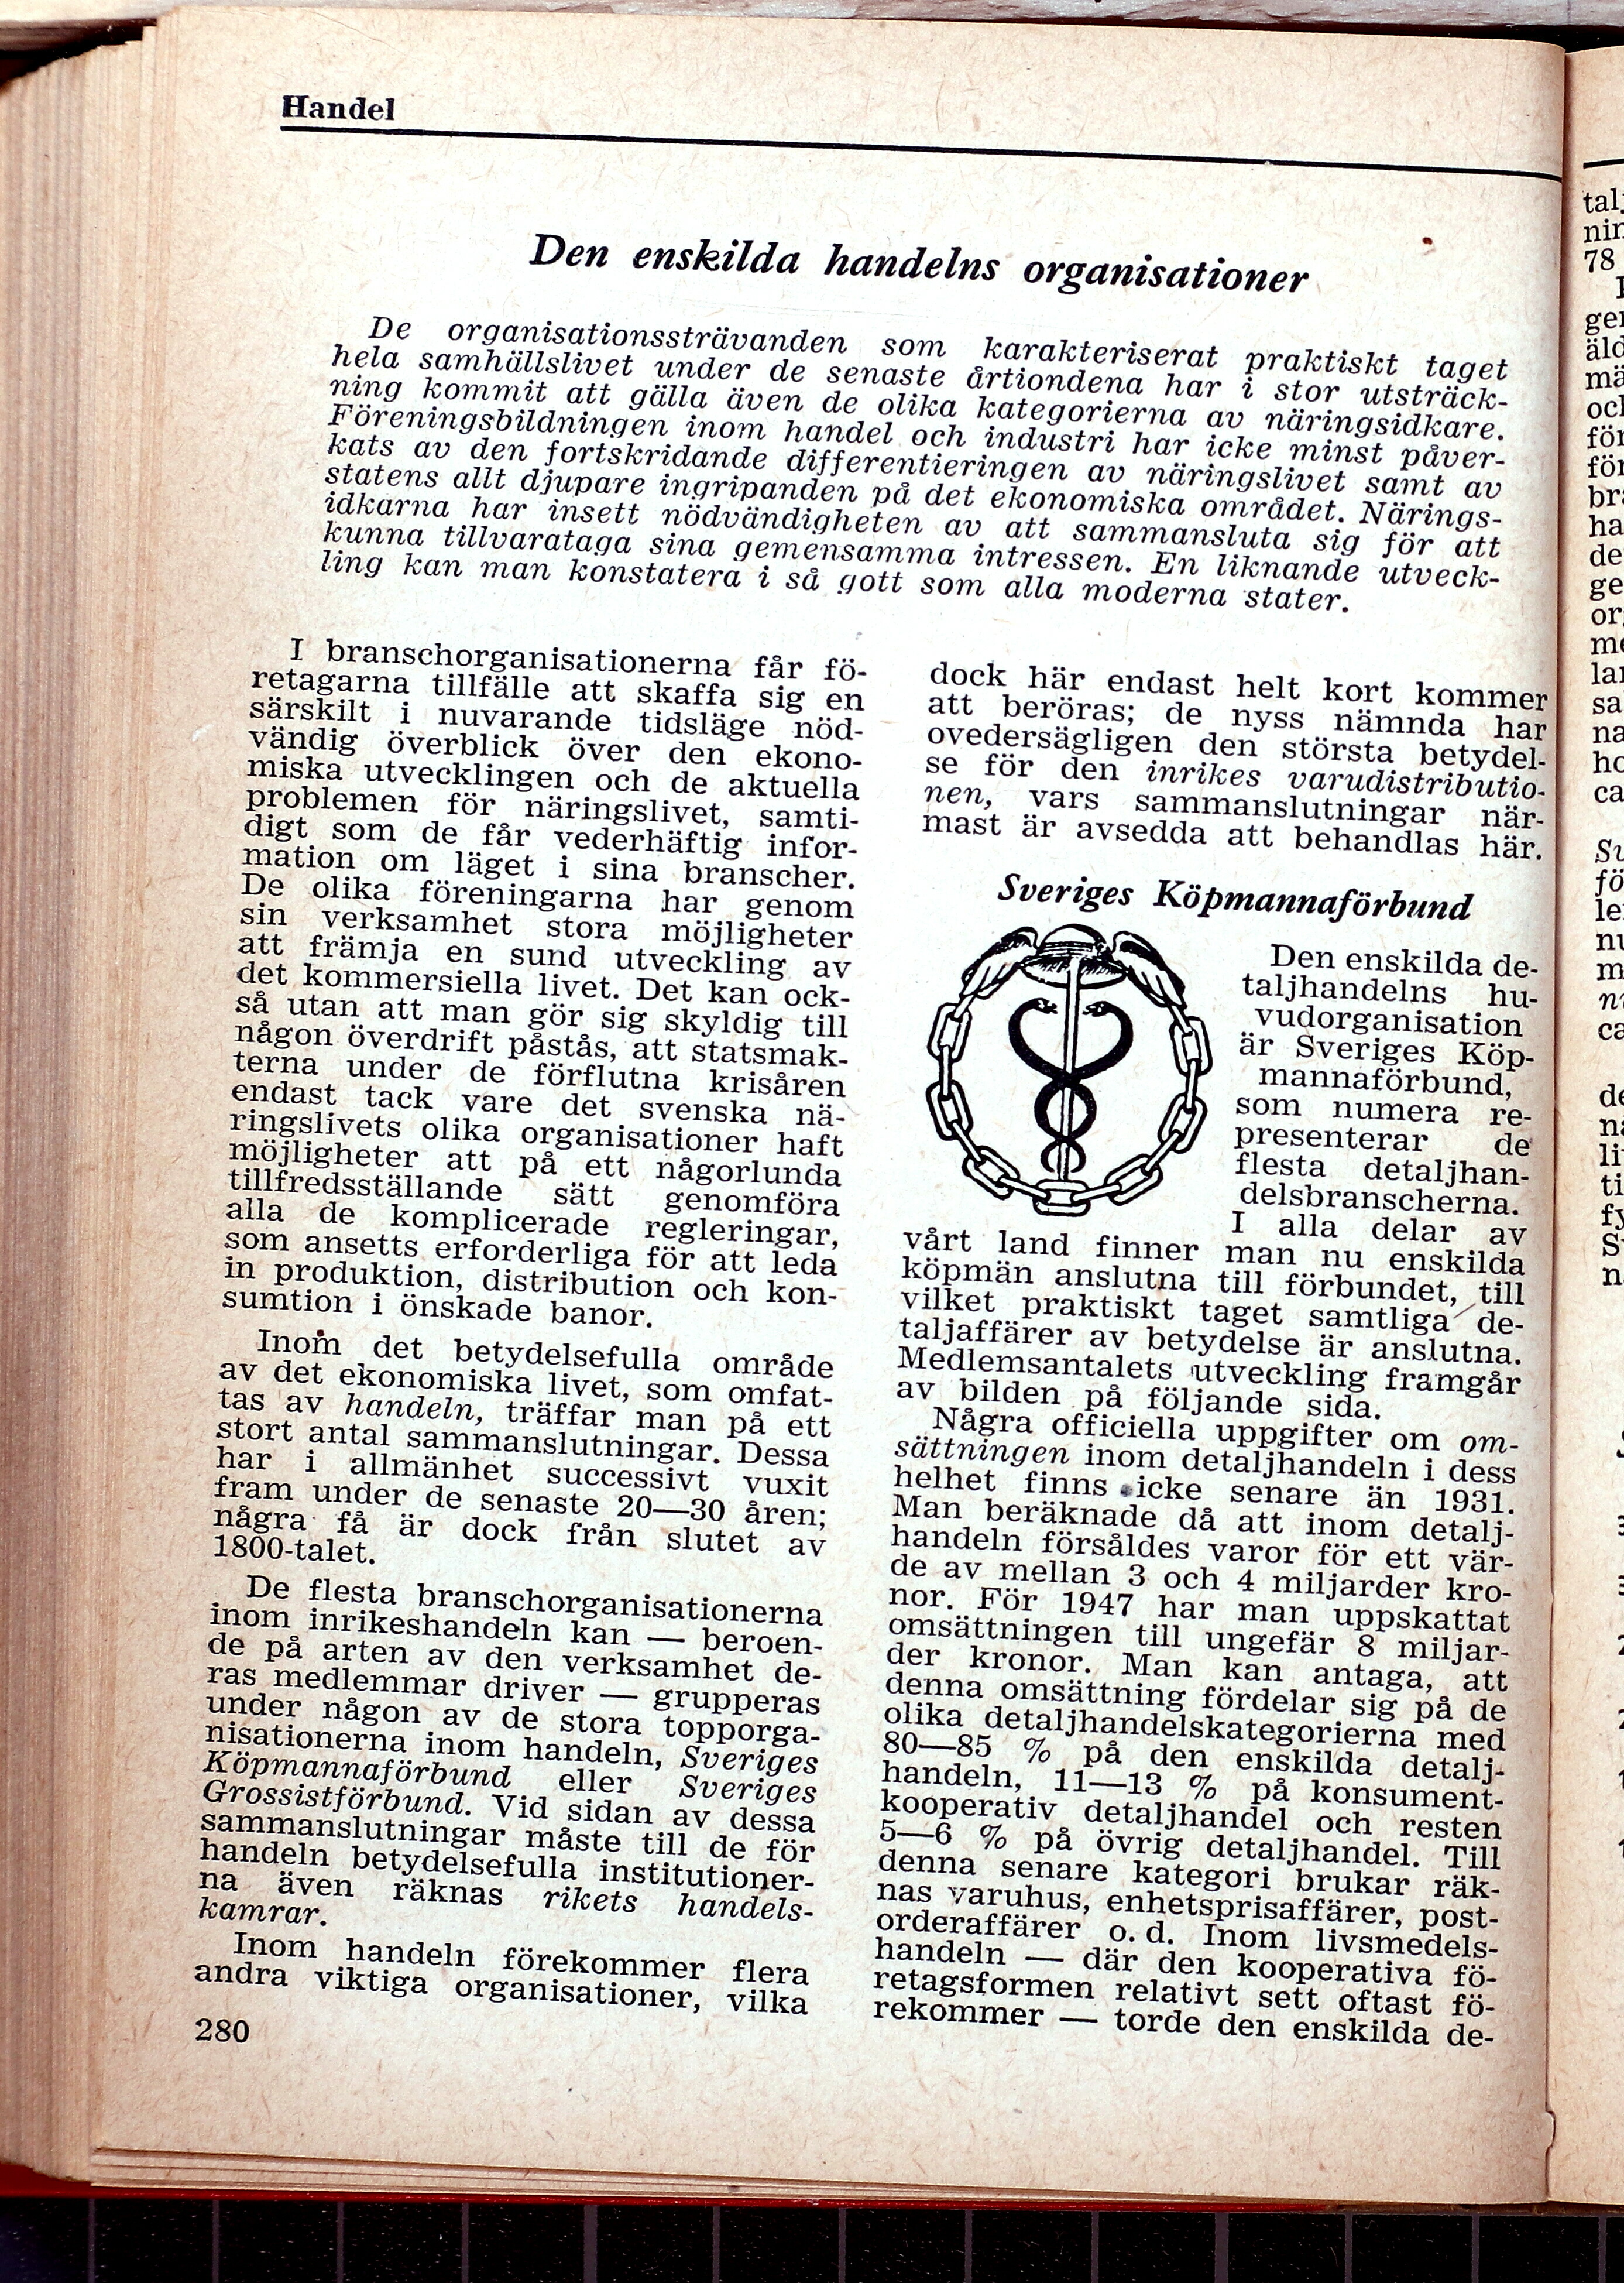 Handel
Den enskilda handelns organisationer
De organisationssträvanden som karakteriserat praktiskt taget
hela samhällslivet under de senaste årtiondena har i stor utsträck-
ning kommit att gälla även de olika kategorierna av näringsidkare.
Föreningsbildningen inom handel och industri har icke minst påver-
kats av den fortskridande differentieringen av näringslivet samt av
statens allt djupare ingripanden på det ekonomiska området. Närings-
idkarna har insett nödvändigheten av att sammansluta sig för att
kunna tillvarataga sina gemensamma intressen. En liknande utveck-
ling kan man konstatera i så gott som alla moderna stater.
I branschorganisationerna får fö-
retagarna tillfälle att skaffa sig en
särskilt i nuvarande tidsläge nöd-
vändig överblick över den ekono-
miska utvecklingen och de aktuella
problemen för näringslivet, samti-
digt som de får vederhäftig infor-
mation om läget i sina branscher.
De olika föreningarna har genom
sin verksamhet stora möjligheter
att främja en sund utveckling av
det kommersiella livet. Det kan ock-
så utan att man gör sig skyldig till
någon överdrift påstås, att statsmak-
terna under de förflutna krisåren
endast tack vare det svenska nä-
ringslivets olika organisationer haft
möjligheter att på ett någorlunda
tillfredsställande sätt genomföra
alla de komplicerade regleringar,
som ansetts erforderliga för att leda
in produktion, distribution och kon-
sumtion i önskade banor.
Inom det betydelsefulla område
av det ekonomiska livet, som omfat-
tas av handeln, träffar man på ett
stort antal sammanslutningar. Dessa
har i allmänhet successivt vuxit
fram under de senaste 20—30 åren;
några få är dock från slutet av
1800-talet.
De flesta branschorganisationerna
inom inrikeshandeln kan — beroen-
de på arten av den verksamhet de-
ras medlemmar driver — grupperas
under någon av de stora topporga-
nisationerna inom handeln, Sveriges
Köpmannaförbund eller Sveriges
Grossistförbund. Vid sidan av dessa
sammanslutningar måste till de för
handeln betydelsefulla institutioner-
na även räknas rikets handels-
kamrar.
Inom handeln förekommer flera
andra viktiga organisationer, vilka
280
dock här endast helt kort kommer
att beröras; de nyss nämnda har
ovedersägligen den största betydel-
se för den inrikes varudistributio-
nen, vars sammanslutningar när-
mast är avsedda att behandlas här.
Sveriges Köpmannaförbund
Den enskilda de-
taljhandelns hu-
vudorganisation
är Sveriges Köp-
mannaförbund,
som numera re-
presenterar de
flesta detaljhan-
delsbranscherna.
I alla delar av
vårt land finner man nu enskilda
köpmän anslutna till förbundet, till
vilket praktiskt taget samtliga de-
taljaffärer av betydelse är anslutna.
Medlemsantalets utveckling framgår
av bilden på följande sida.
Några officiella uppgifter om om-
sättningen inom detaljhandeln i dess
helhet finns icke senare än 1931.
Man beräknade då att inom detalj-
handeln försåldes varor för ett vär-
de av mellan 3 och 4 miljarder kro-
nor. För 1947 har man uppskattat
omsättningen till ungefär 8 miljar-
der kronor. Man kan antaga, att
denna omsättning fördelar sig på de
olika detaljhandelskategorierna med
80—85 % på den enskilda detalj-
handeln, 11—13 % på konsument-
kooperativ detaljhandel och resten
5—6 % på övrig detaljhandel. Till
denna senare kategori brukar räk-
nas varuhus, enhetsprisaffärer, post-
orderaffärer o. d. Inom livsmedels-
handeln — där den kooperativa fö-
retagsformen relativt sett oftast fö-
rekommer — torde den enskilda de-